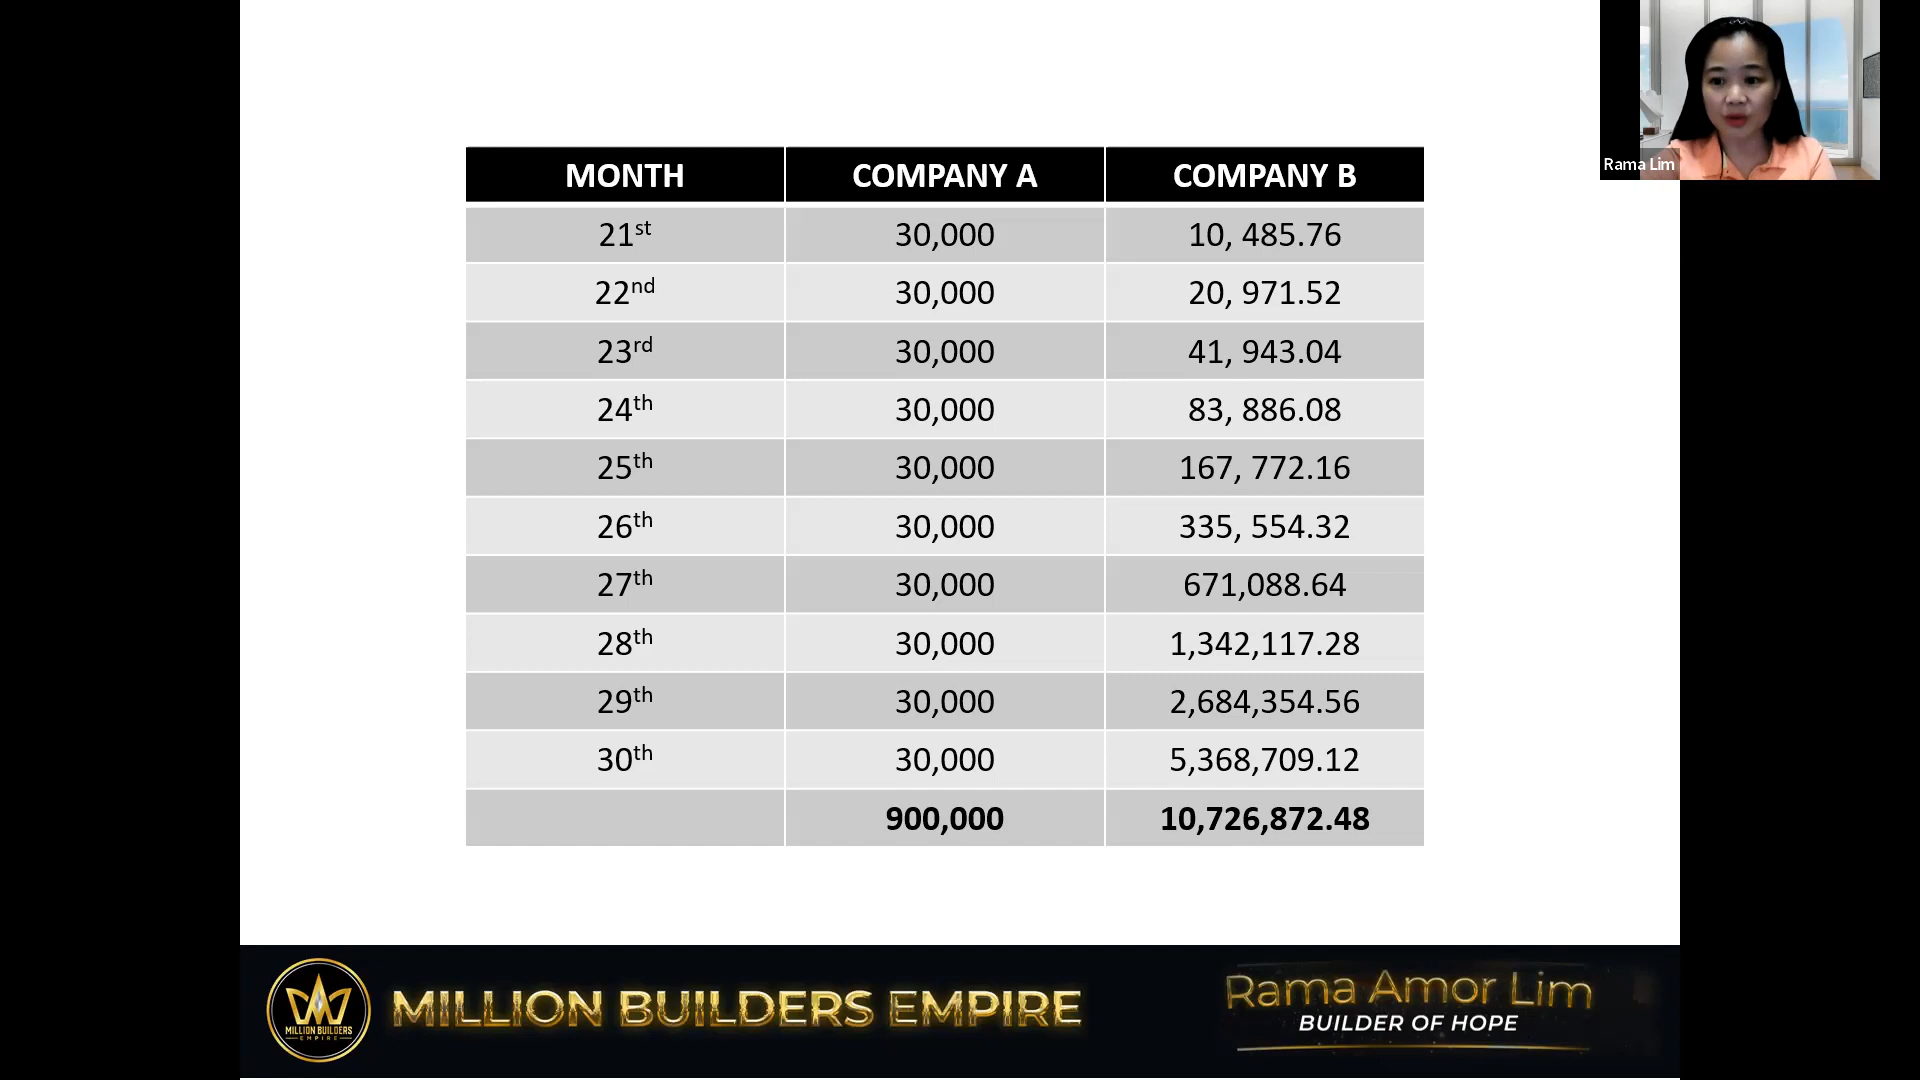 Rama Lim
MONTH COMPANY A COMPANY B
21st 30,000 10, 485.76
22nd 30,000 20, 971.52
23rd 30,000 41, 943.04
24th 30,000 83, 886.08
25th 30,000 167, 772.16
26th 30,000 335, 554.32
27th 30,000 671,088.64
28th 30,000 1,342,117.28
29th 30,000 2,684,354.56
30th 30,000 5,368,709.12
900,000 10,726,872.48
MILLION BUILDERS
EMPIRE
MILLION BUILDERS EMPIRE
Rama Amor Lim
BUILDER OF HOPE